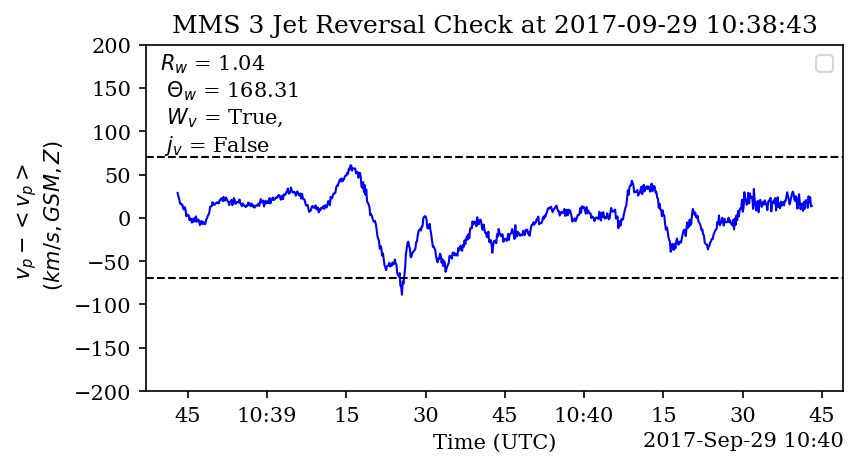 MMS 3 Jet Reversal Check at 2017-09-29 10:38:43
R_w = 1.04
Θ_w = 168.31
W_v = True,
j_v = False
v_p − < v_p >
(km/s, GSM, Z)
200
150
100
50
0
−50
−100
−150
−200
45 10:39 15 30 45 10:40 15 30 45
Time (UTC)
2017-Sep-29 10:40